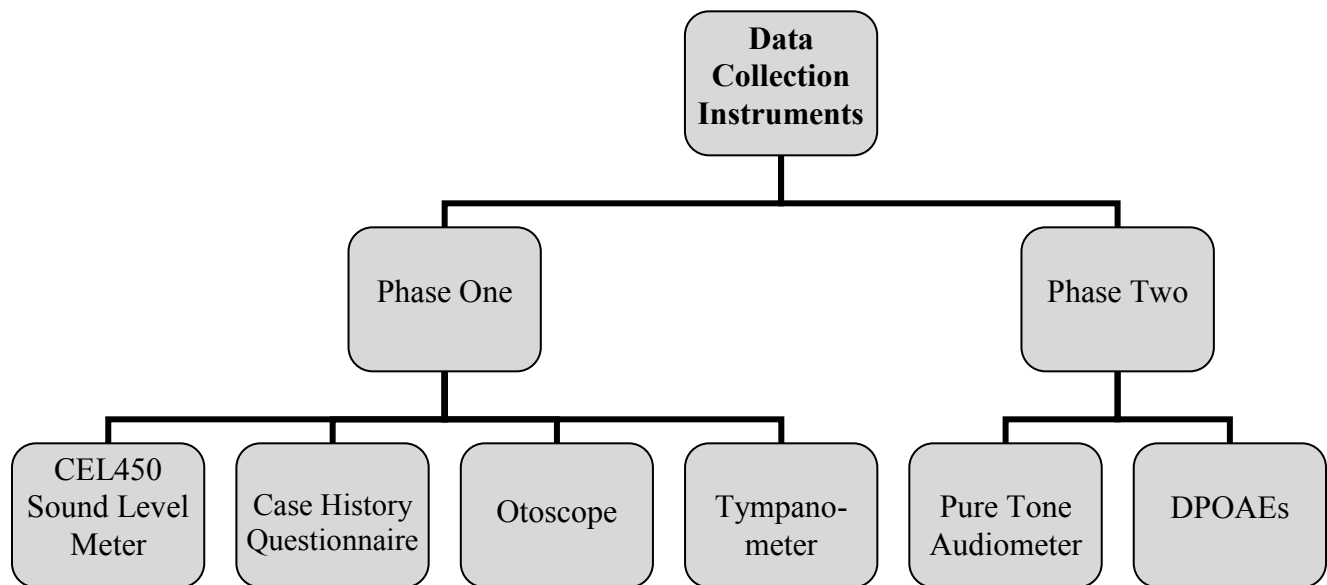 Data
Collection
Instruments
Phase One
Phase Two
CEL450
Sound Level
Meter
Case History
Questionnaire
Otoscope
Tympano-
meter
Pure Tone
Audiometer
DPOAEs